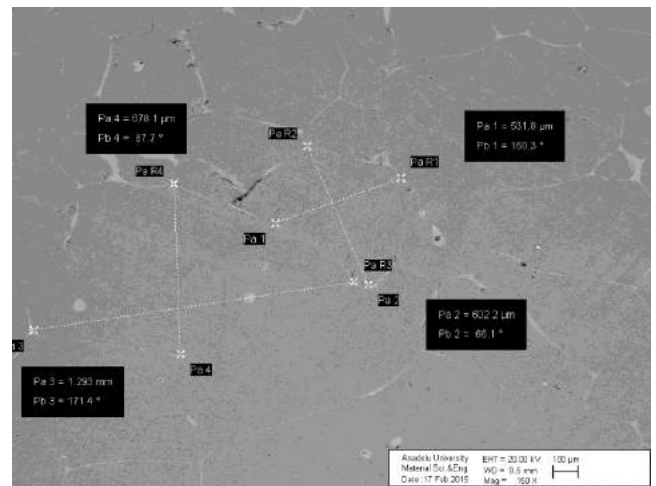 Pa 4 = 678.1 µm
Pb 4 = 87.7 °
Pa R2
Pa 1 = 531.8 µm
Pb 1 = 160.3 °
Pa R4
Pa R1
Pa 1
Pa R3
Pa 2
Pa 2 = 602.2 µm
Pb 2 = 66.1 °
Pa 4
Pa 3 = 1.293 mm
Pb 3 = 171.4 °
Anadolu University EHT = 20.00 kV 100 µm
Material Sci.&Eng. WD = 9.5 mm
Date :17 Feb 2015 Mag = 150 X